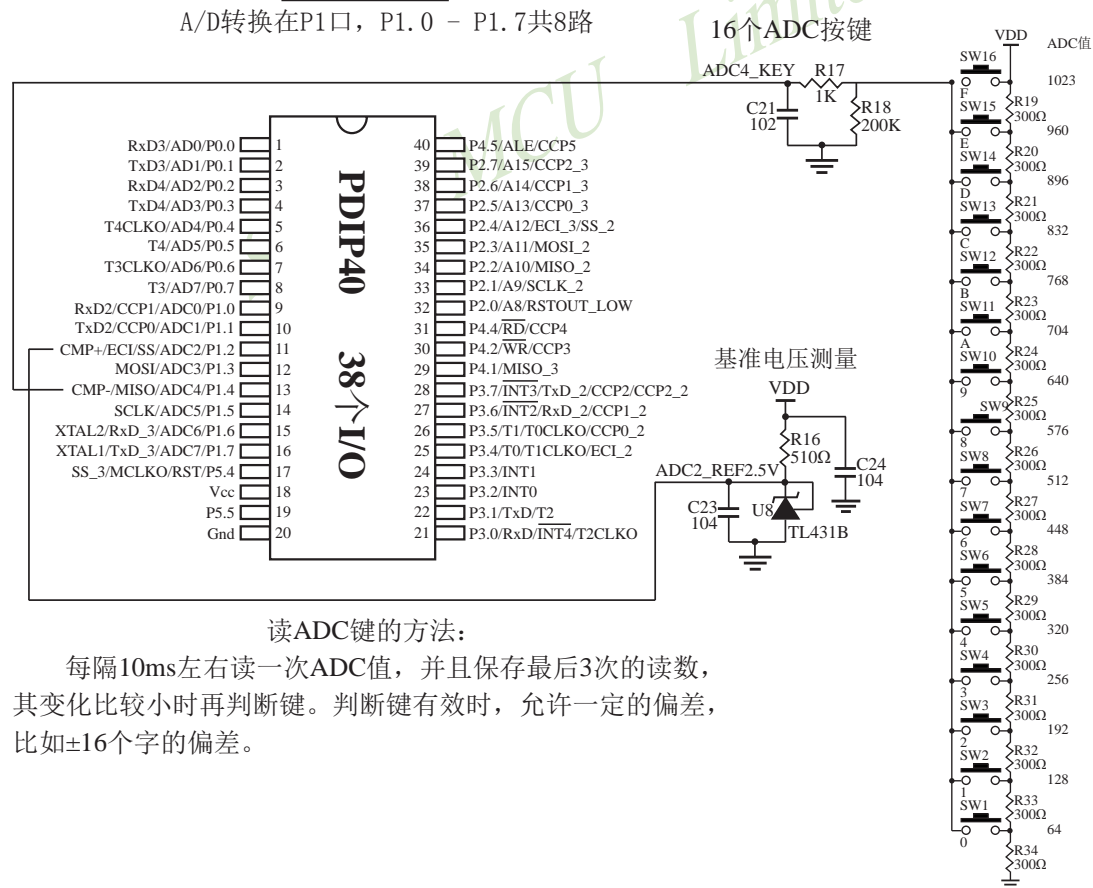 A/D转换在P1口，P1.0 - P1.7共8路
MCU Limi
16个ADC按键
VDD
ADC值
ADC4_KEY
R17
1K
C21
102
R18
200K
SW16
1023
F
R19
300Ω
SW15
960
E
R20
300Ω
SW14
896
D
R21
300Ω
SW13
832
C
R22
300Ω
SW12
768
B
R23
300Ω
SW11
704
A
R24
300Ω
SW10
640
9
R25
300Ω
SW9
576
8
R26
300Ω
SW8
512
7
R27
300Ω
SW7
448
6
R28
300Ω
SW6
384
5
R29
300Ω
SW5
320
4
R30
300Ω
SW4
256
3
R31
300Ω
SW3
192
2
R32
300Ω
SW2
128
1
R33
300Ω
SW1
64
0
R34
300Ω
PDIP40 38个I/O
RxD3/AD0/P0.0 1
TxD3/AD1/P0.1 2
RxD4/AD2/P0.2 3
TxD4/AD3/P0.3 4
T4CLKO/AD4/P0.4 5
T4/AD5/P0.5 6
T3CLKO/AD6/P0.6 7
T3/AD7/P0.7 8
RxD2/CCP1/ADC0/P1.0 9
TxD2/CCP0/ADC1/P1.1 10
CMP+/ECI/SS/ADC2/P1.2 11
MOSI/ADC3/P1.3 12
CMP-/MISO/ADC4/P1.4 13
SCLK/ADC5/P1.5 14
XTAL2/RxD_3/ADC6/P1.6 15
XTAL1/TxD_3/ADC7/P1.7 16
SS_3/MCLKO/RST/P5.4 17
Vcc 18
P5.5 19
Gnd 20
40 P4.5/ALE/CCP5
39 P2.7/A15/CCP2_3
38 P2.6/A14/CCP1_3
37 P2.5/A13/CCP0_3
36 P2.4/A12/ECI_3/SS_2
35 P2.3/A11/MOSI_2
34 P2.2/A10/MISO_2
33 P2.1/A9/SCLK_2
32 P2.0/A8/RSTOUT_LOW
31 P4.4/RD/CCP4
30 P4.2/WR/CCP3
29 P4.1/MISO_3
28 P3.7/INT3/TxD_2/CCP2/CCP2_2
27 P3.6/INT2/RxD_2/CCP1_2
26 P3.5/T1/T0CLKO/CCP0_2
25 P3.4/T0/T1CLKO/ECI_2
24 P3.3/INT1
23 P3.2/INT0
22 P3.1/TxD/T2
21 P3.0/RxD/INT4/T2CLKO
基准电压测量
VDD
R16
510Ω
C24
104
ADC2_REF2.5V
C23
104
U8
TL431B
读ADC键的方法：
每隔10ms左右读一次ADC值，并且保存最后3次的读数，
其变化比较小时再判断键。判断键有效时，允许一定的偏差，
比如±16个字的偏差。